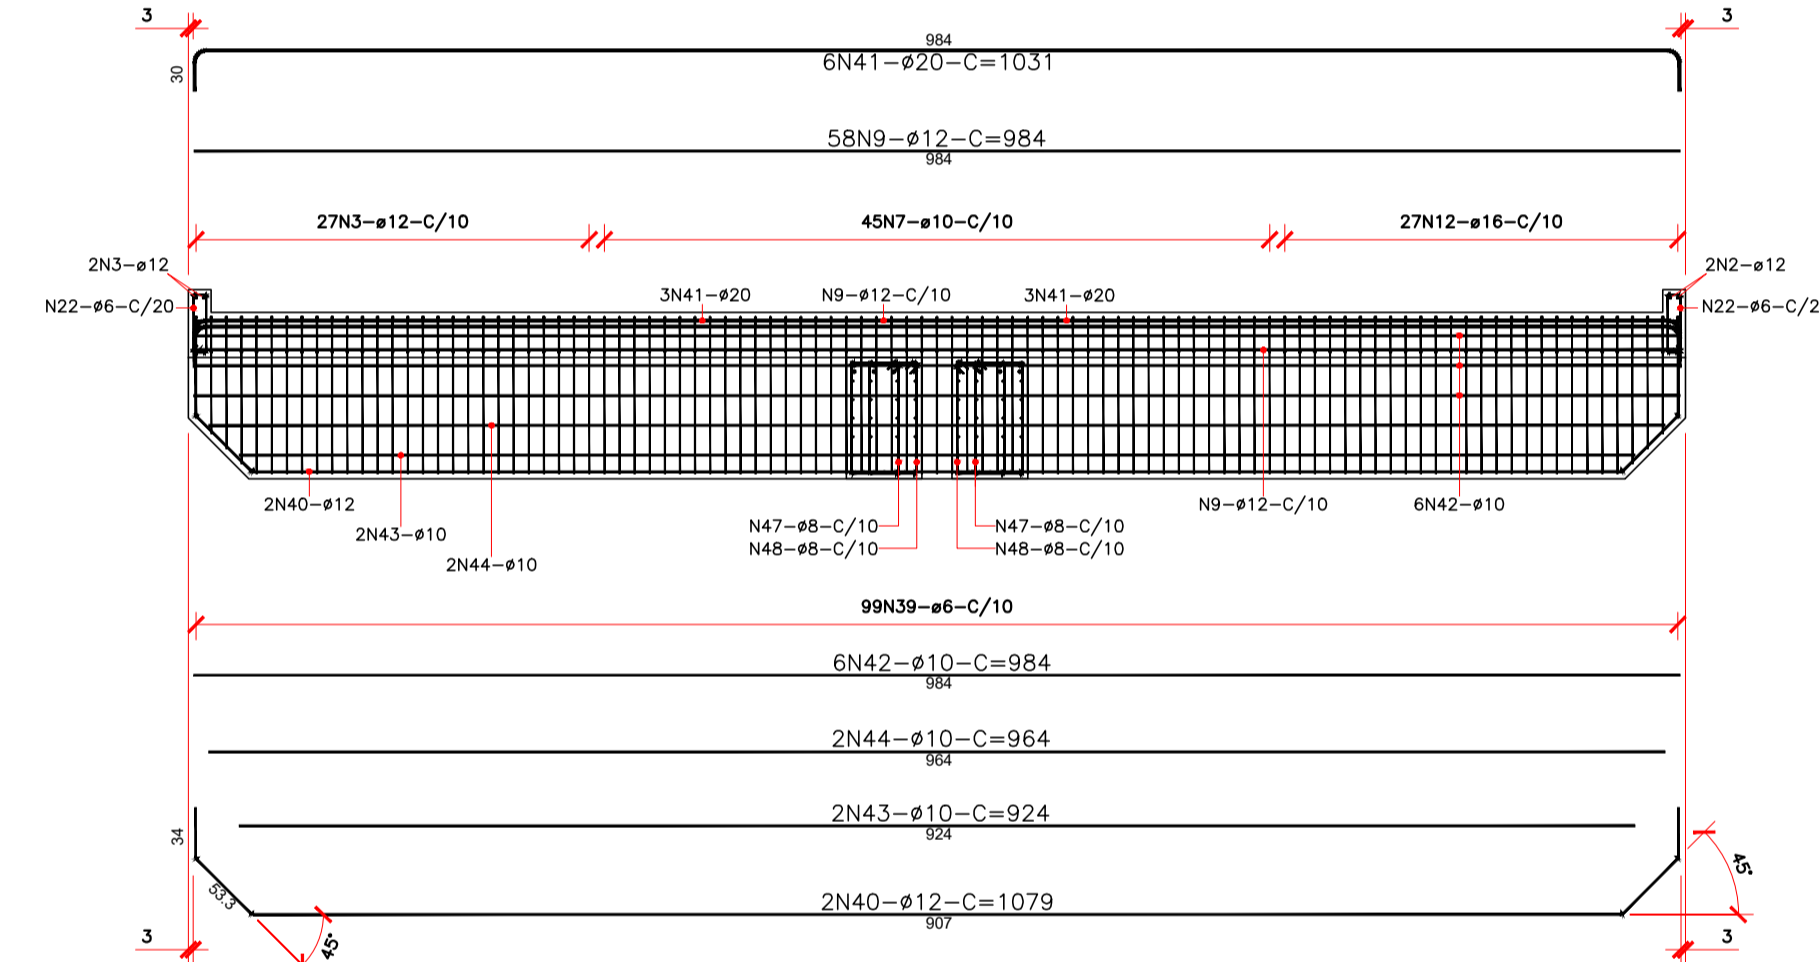 3
3
984
6N41-ø20-C=1031
30
58N9-ø12-C=984
984
27N3-ø12-C/10
45N7-ø10-C/10
27N12-ø16-C/10
2N3-ø12
2N2-ø12
N22-ø6-C/20
3N41-ø20
N9-ø12-C/10
3N41-ø20
N22-ø6-C/2
2N40-ø12
N9-ø12-C/10
6N42-ø10
2N43-ø10
N47-ø8-C/10
N47-ø8-C/10
N48-ø8-C/10
N48-ø8-C/10
2N44-ø10
99N39-ø6-C/10
6N42-ø10-C=984
984
2N44-ø10-C=964
964
2N43-ø10-C=924
924
34
45°
53.3
2N40-ø12-C=1079
907
3
45°
3